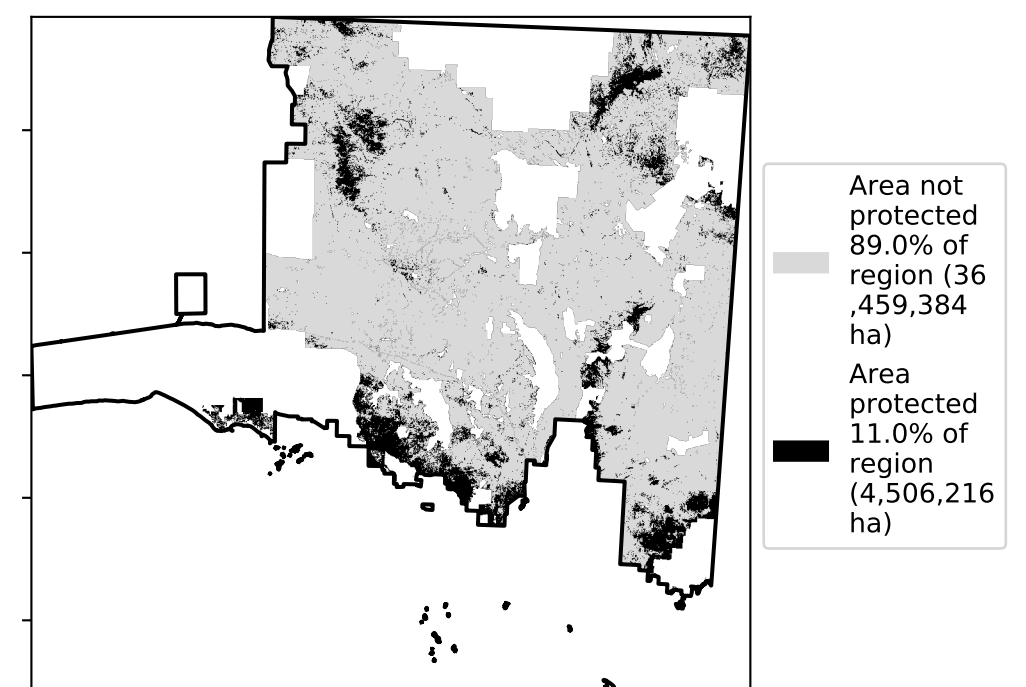 Area not
protected
89.0% of
region (36
,459,384
ha)
Area
protected
11.0% of
region
(4,506,216
ha)